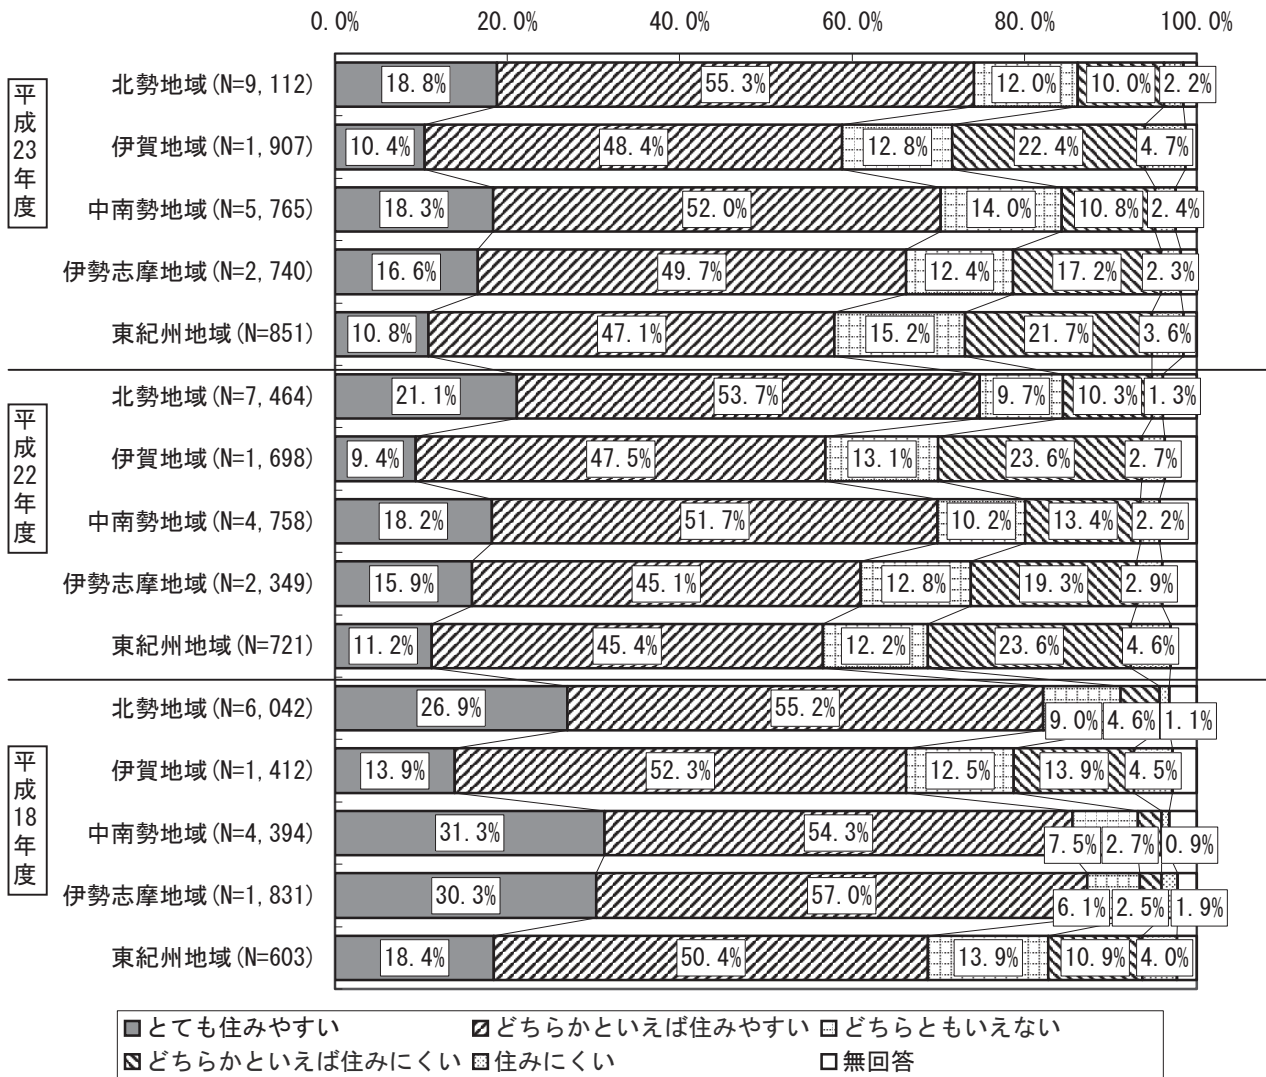 0.0% 20.0% 40.0% 60.0% 80.0% 100.0%
平成23年度
北勢地域(N=9,112) 18.8% 55.3% 12.0% 10.0% 2.2%
伊賀地域(N=1,907) 10.4% 48.4% 12.8% 22.4% 4.7%
中南勢地域(N=5,765) 18.3% 52.0% 14.0% 10.8% 2.4%
伊勢志摩地域(N=2,740) 16.6% 49.7% 12.4% 17.2% 2.3%
東紀州地域(N=851) 10.8% 47.1% 15.2% 21.7% 3.6%
平成22年度
北勢地域(N=7,464) 21.1% 53.7% 9.7% 10.3% 1.3%
伊賀地域(N=1,698) 9.4% 47.5% 13.1% 23.6% 2.7%
中南勢地域(N=4,758) 18.2% 51.7% 10.2% 13.4% 2.2%
伊勢志摩地域(N=2,349) 15.9% 45.1% 12.8% 19.3% 2.9%
東紀州地域(N=721) 11.2% 45.4% 12.2% 23.6% 4.6%
平成18年度
北勢地域(N=6,042) 26.9% 55.2% 9.0% 4.6% 1.1%
伊賀地域(N=1,412) 13.9% 52.3% 12.5% 13.9% 4.5%
中南勢地域(N=4,394) 31.3% 54.3% 7.5% 2.7% 0.9%
伊勢志摩地域(N=1,831) 30.3% 57.0% 6.1% 2.5% 1.9%
東紀州地域(N=603) 18.4% 50.4% 13.9% 10.9% 4.0%
とても住みやすい どちらかといえば住みやすい どちらともいえない
どちらかといえば住みにくい 住みにくい 無回答